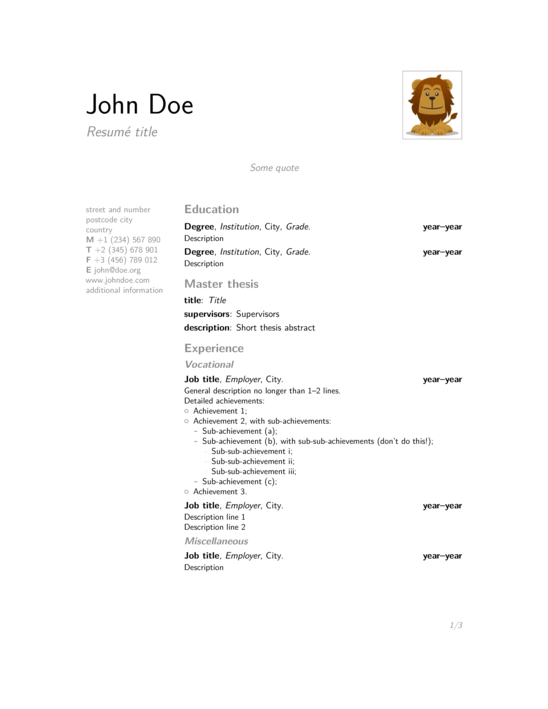 John Doe
Resumé title
Some quote
street and number
postcode city
country
M +1 (234) 567 890
T +2 (345) 678 901
F +3 (456) 789 012
E john@doe.org
www.johndoe.com
additional information
Education
Degree, Institution, City, Grade. year–year
Description
Degree, Institution, City, Grade. year–year
Description
Master thesis
title: Title
supervisors: Supervisors
description: Short thesis abstract
Experience
Vocational
Job title, Employer, City. year–year
General description no longer than 1–2 lines.
Detailed achievements:
○ Achievement 1;
○ Achievement 2, with sub-achievements:
- Sub-achievement (a);
- Sub-achievement (b), with sub-sub-achievements (don't do this!);
· Sub-sub-achievement i;
· Sub-sub-achievement ii;
· Sub-sub-achievement iii;
- Sub-achievement (c);
○ Achievement 3.
Job title, Employer, City. year–year
Description line 1
Description line 2
Miscellaneous
Job title, Employer, City. year–year
Description
1/3